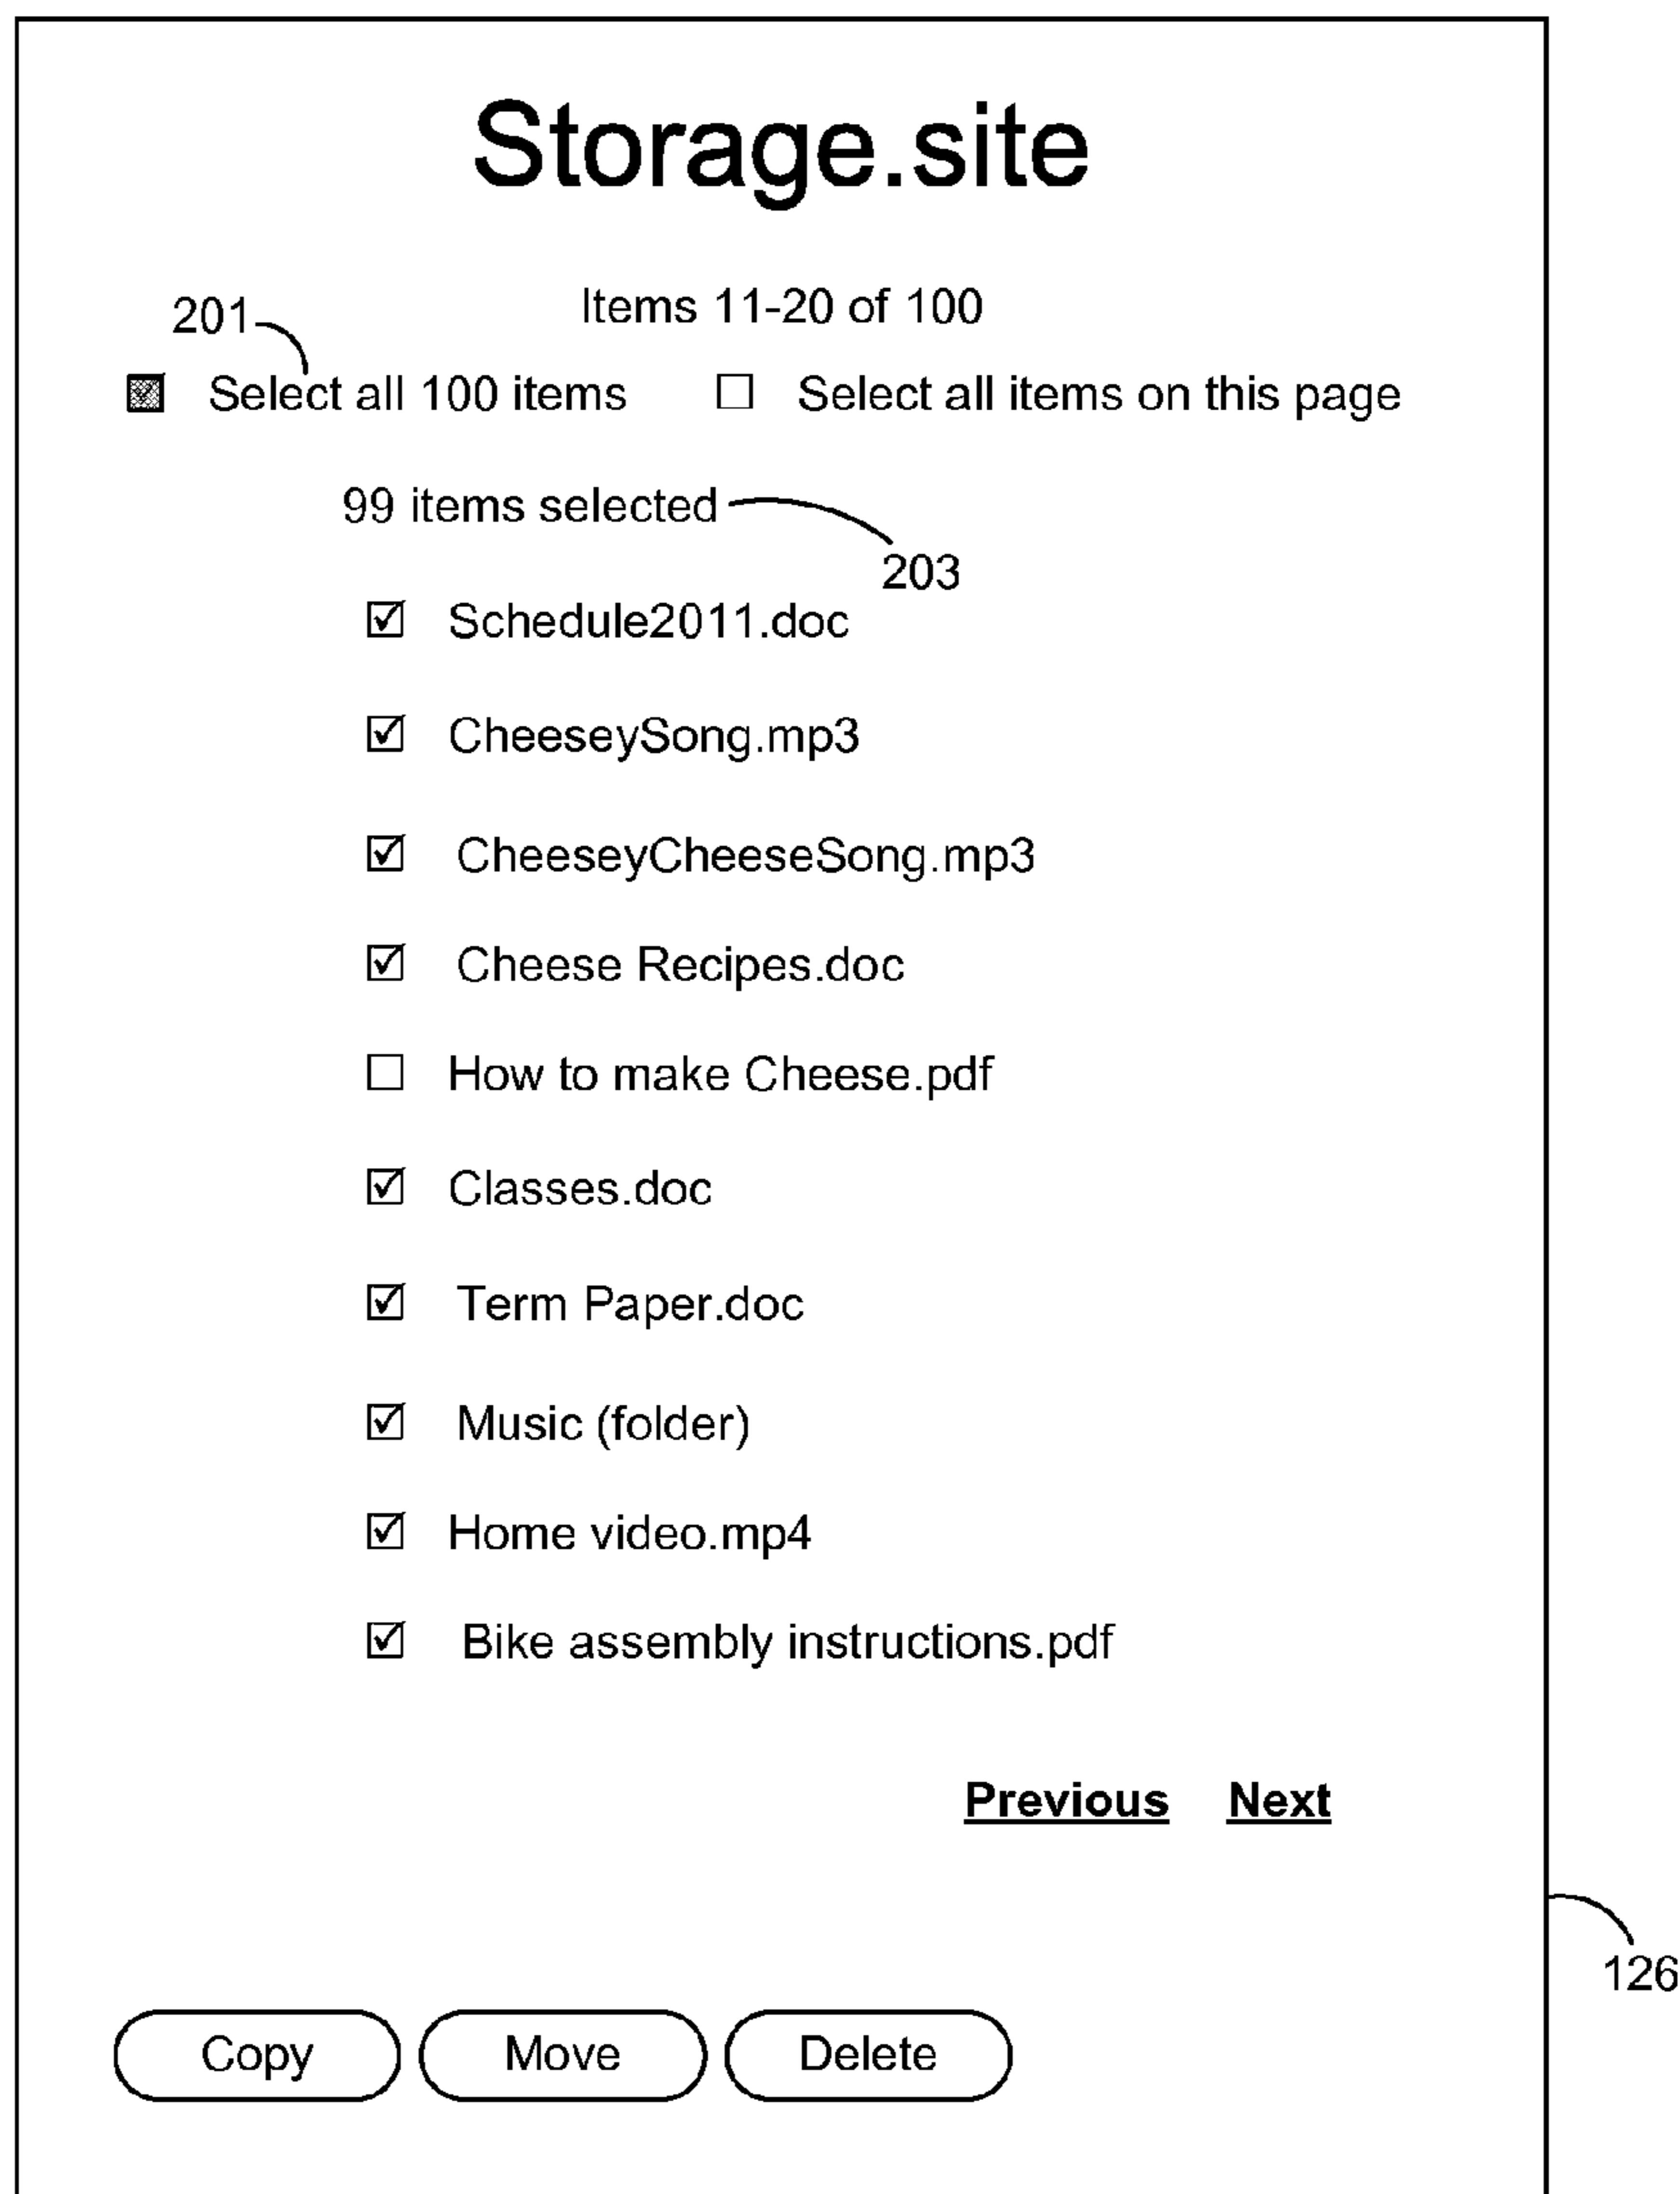 Storage.site
Items 11-20 of 100
201
Select all 100 items Select all items on this page
99 items selected
203
Schedule2011.doc
CheeseySong.mp3
CheeseyCheeseSong.mp3
Cheese Recipes.doc
How to make Cheese.pdf
Classes.doc
Term Paper.doc
Music (folder)
Home video.mp4
Bike assembly instructions.pdf
Previous Next
126
Copy Move Delete